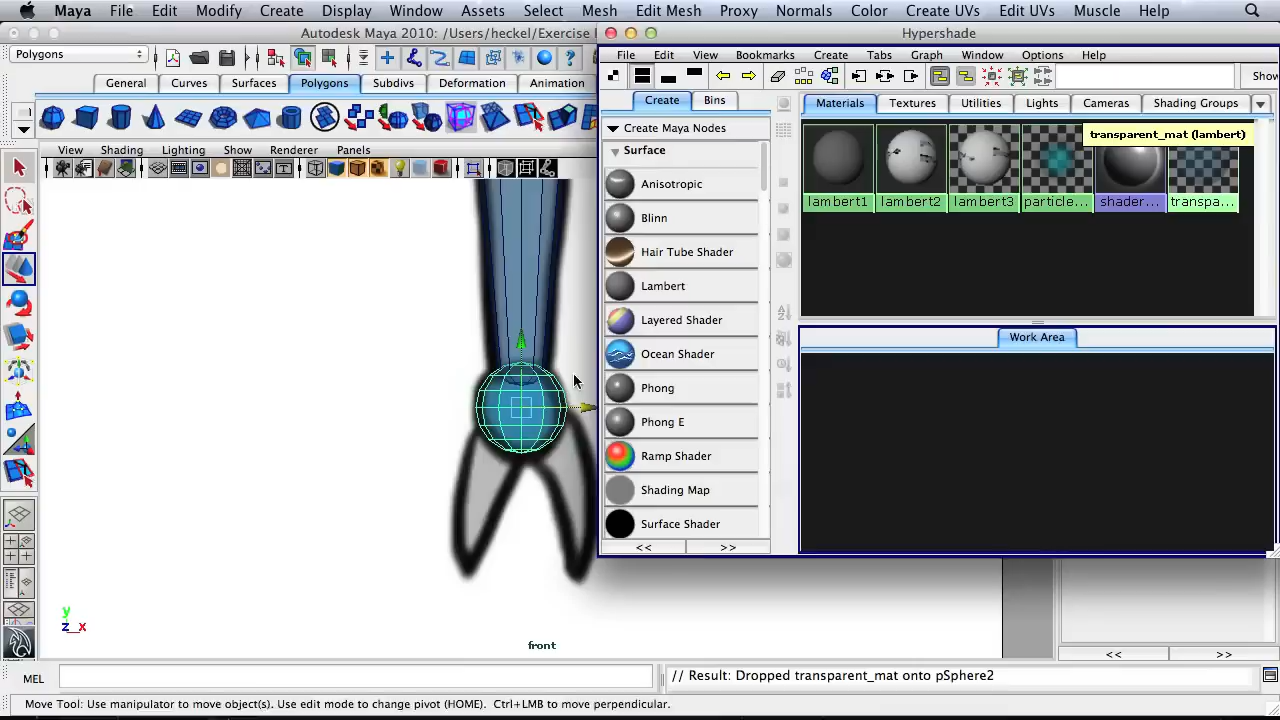 Maya File Edit Modify Create Display Window Assets Select Mesh Edit Mesh Proxy Normals Color Create UVs Edit UVs Muscle Help
Autodesk Maya 2010: /Users/heckel/Exercise
Hypershade
Polygons
File Edit View Bookmarks Create Tabs Graph Window Options Help
Show
General Curves Surfaces Polygons Subdivs Deformation Animation
Create Bins
Materials Textures Utilities Lights Cameras Shading Groups
Create Maya Nodes
transparent_mat (lambert)
View Shading Lighting Show Renderer Panels
Surface
Anisotropic
lambert1 lambert2 lambert3 particle... shader... transpa...
Blinn
Hair Tube Shader
Lambert
Layered Shader
Work Area
Ocean Shader
Phong
Phong E
Ramp Shader
Shading Map
Surface Shader
<< >>
y
z x
front
<< >>
MEL
// Result: Dropped transparent_mat onto pSphere2
Move Tool: Use manipulator to move object(s). Use edit mode to change pivot (HOME). Ctrl+LMB to move perpendicular.